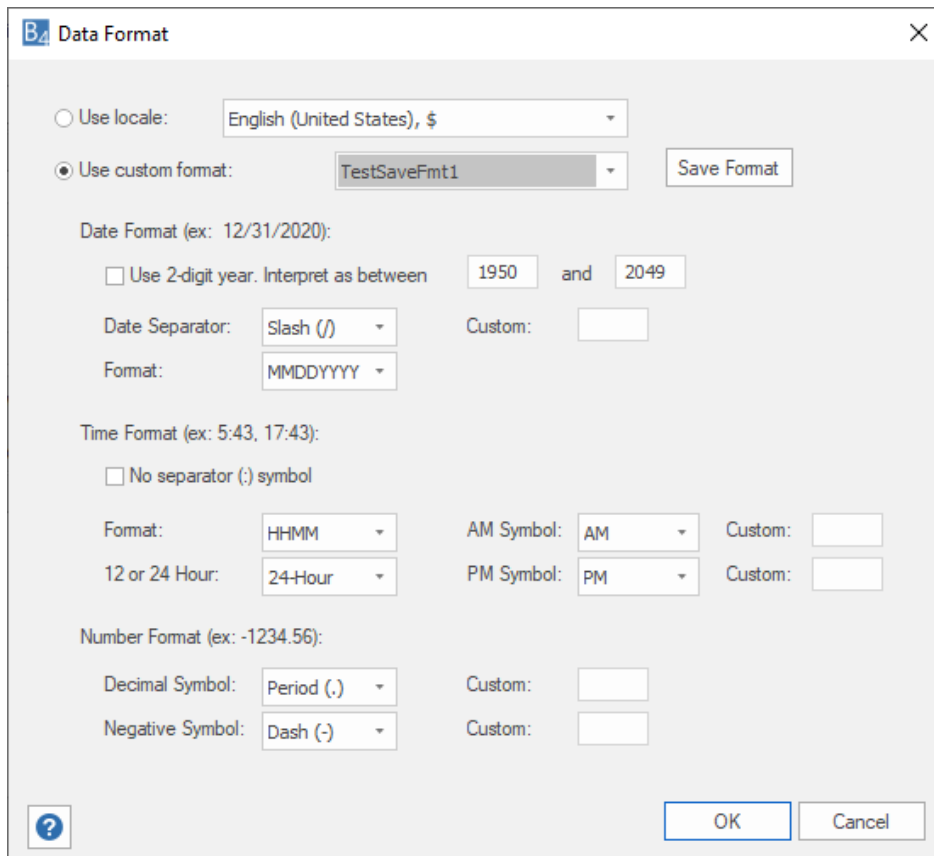 B4 Data Format
Use locale: English (United States), $
Use custom format: TestSaveFmt1 Save Format
Date Format (ex: 12/31/2020):
Use 2-digit year. Interpret as between 1950 and 2049
Date Separator: Slash (/) Custom:
Format: MMDDYYYY
Time Format (ex: 5:43, 17:43):
No separator (:) symbol
Format: HHMM AM Symbol: AM Custom:
12 or 24 Hour: 24-Hour PM Symbol: PM Custom:
Number Format (ex: -1234.56):
Decimal Symbol: Period (.) Custom:
Negative Symbol: Dash (-) Custom:
? OK Cancel